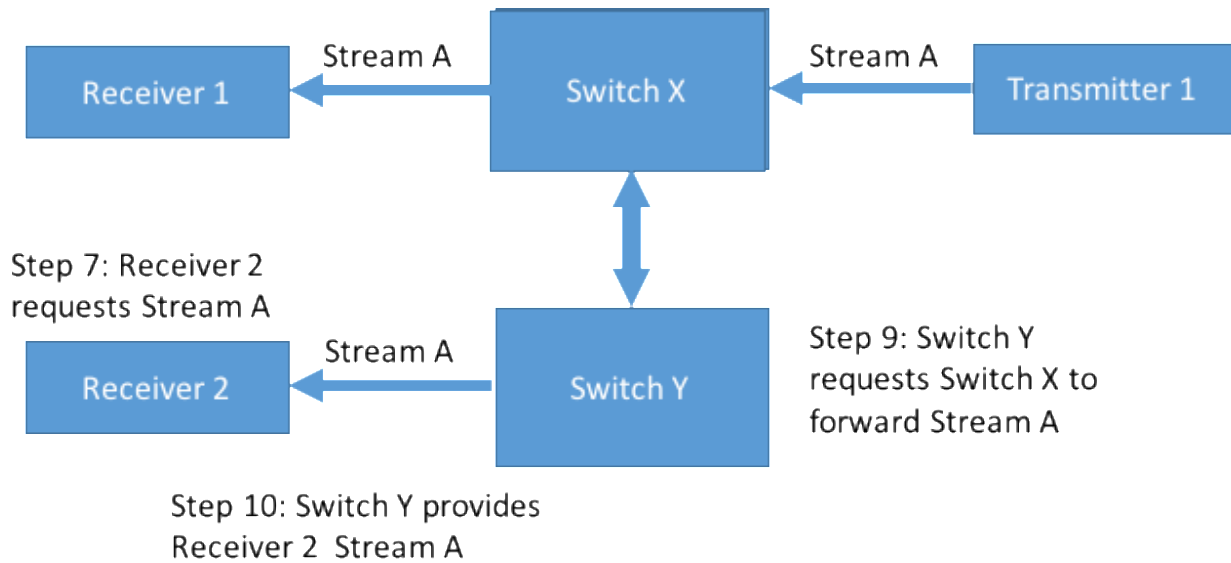 Stream A
Stream A
Receiver 1
Switch X
Transmitter 1
Step 7: Receiver 2
requests Stream A
Stream A
Receiver 2
Switch Y
Step 9: Switch Y
requests Switch X to
forward Stream A
Step 10: Switch Y provides
Receiver 2  Stream A